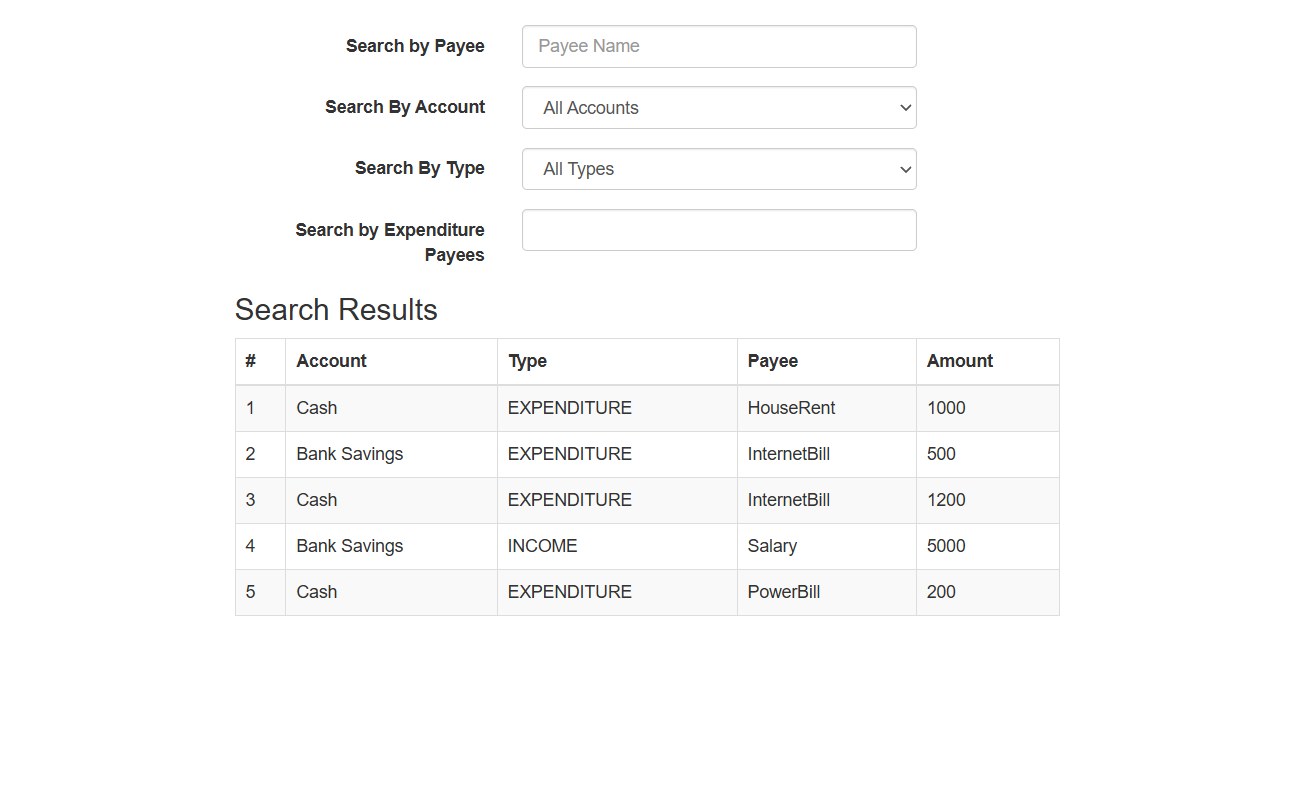 Search by Payee Payee Name
Search By Account All Accounts
Search By Type All Types
Search by Expenditure
Payees
Search Results
# Account Type Payee Amount
1 Cash EXPENDITURE HouseRent 1000
2 Bank Savings EXPENDITURE InternetBill 500
3 Cash EXPENDITURE InternetBill 1200
4 Bank Savings INCOME Salary 5000
5 Cash EXPENDITURE PowerBill 200